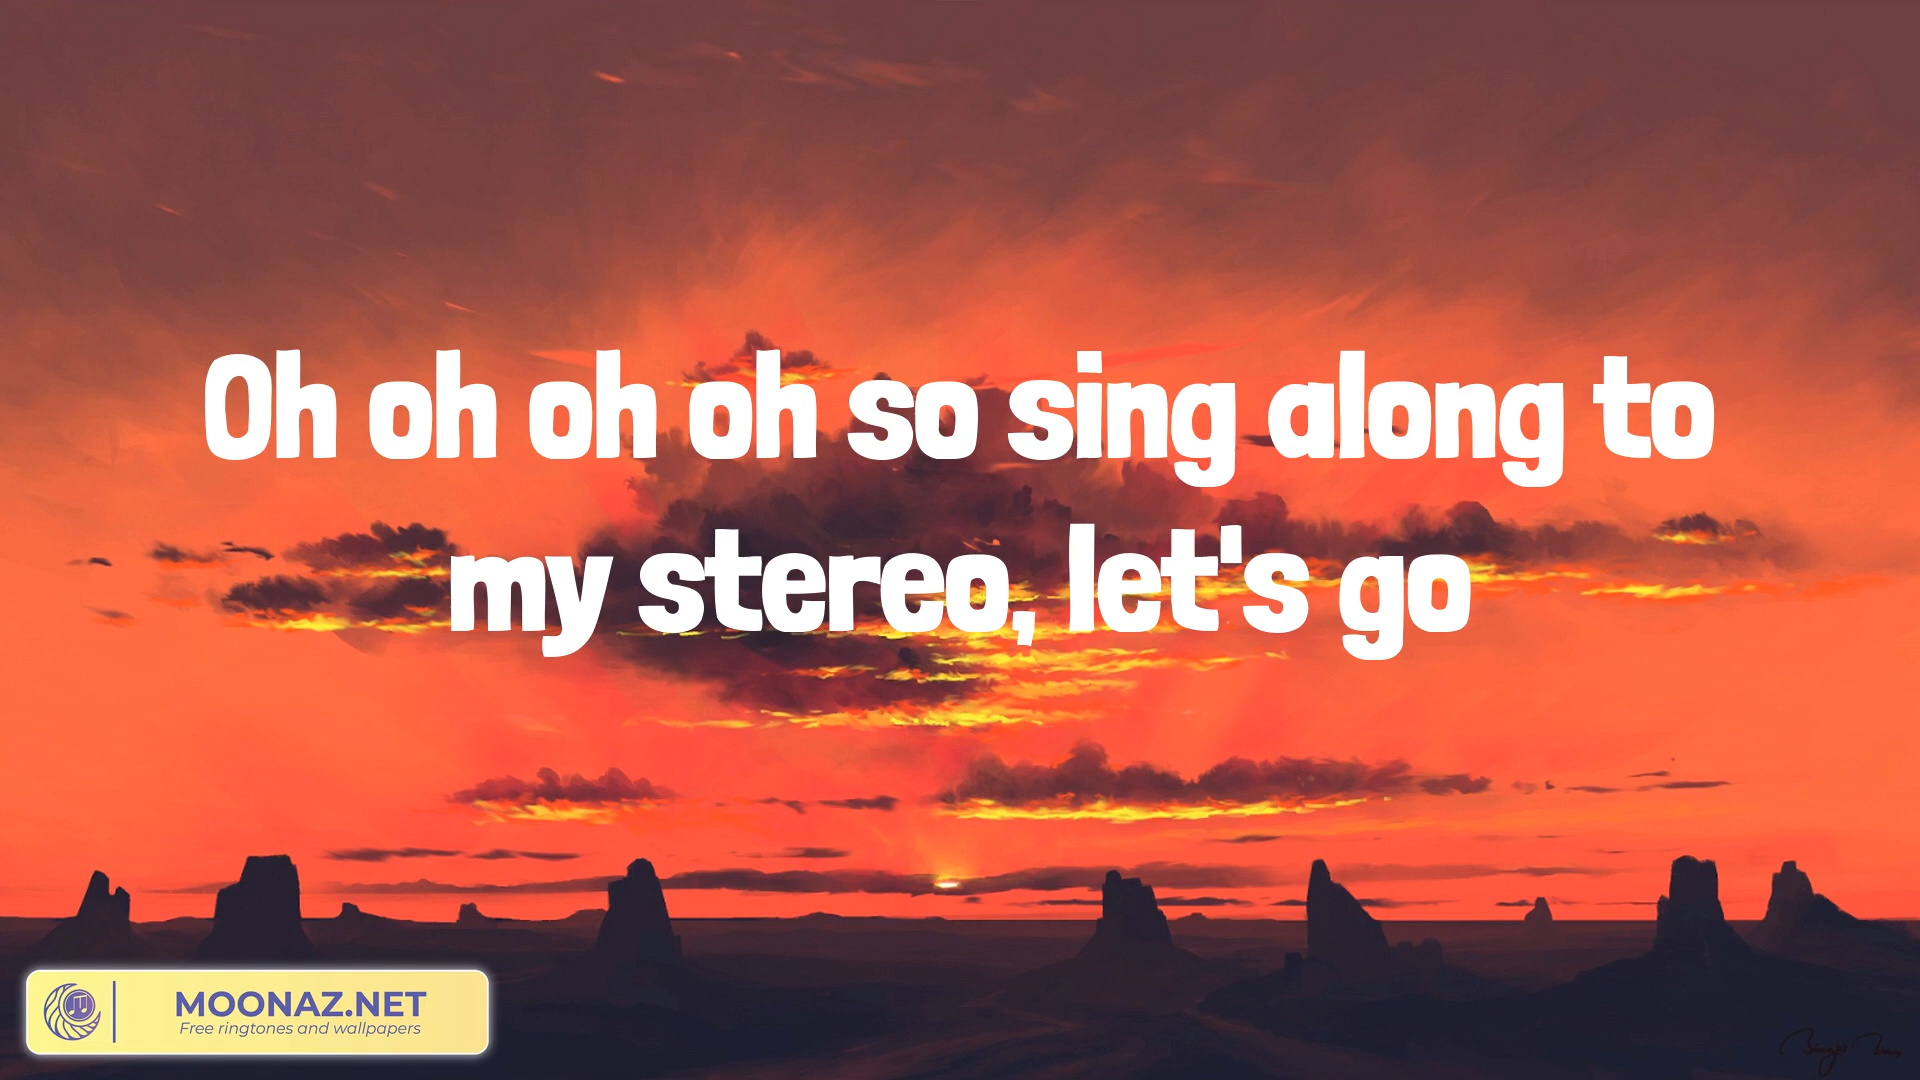 Oh oh oh oh so sing along to
my stereo, let's go
MOONAZ.NET
Free ringtones and wallpapers